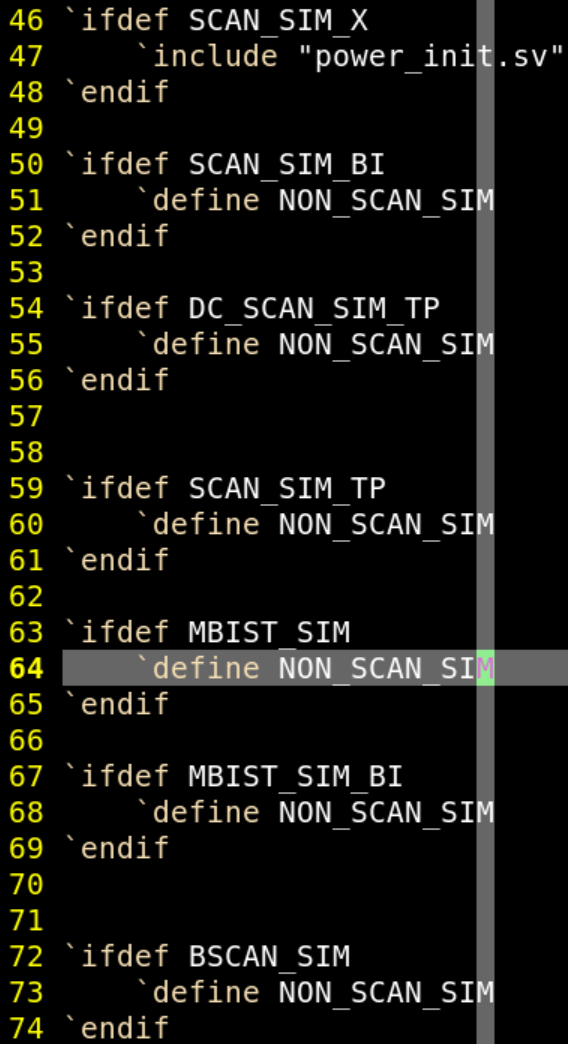 46 `ifdef SCAN_SIM_X
47     `include "power_init.sv"
48 `endif
49
50 `ifdef SCAN_SIM_BI
51     `define NON_SCAN_SIM
52 `endif
53
54 `ifdef DC_SCAN_SIM_TP
55     `define NON_SCAN_SIM
56 `endif
57
58
59 `ifdef SCAN_SIM_TP
60     `define NON_SCAN_SIM
61 `endif
62
63 `ifdef MBIST_SIM
64     `define NON_SCAN_SIM
65 `endif
66
67 `ifdef MBIST_SIM_BI
68     `define NON_SCAN_SIM
69 `endif
70
71
72 `ifdef BSCAN_SIM
73     `define NON_SCAN_SIM
74 `endif